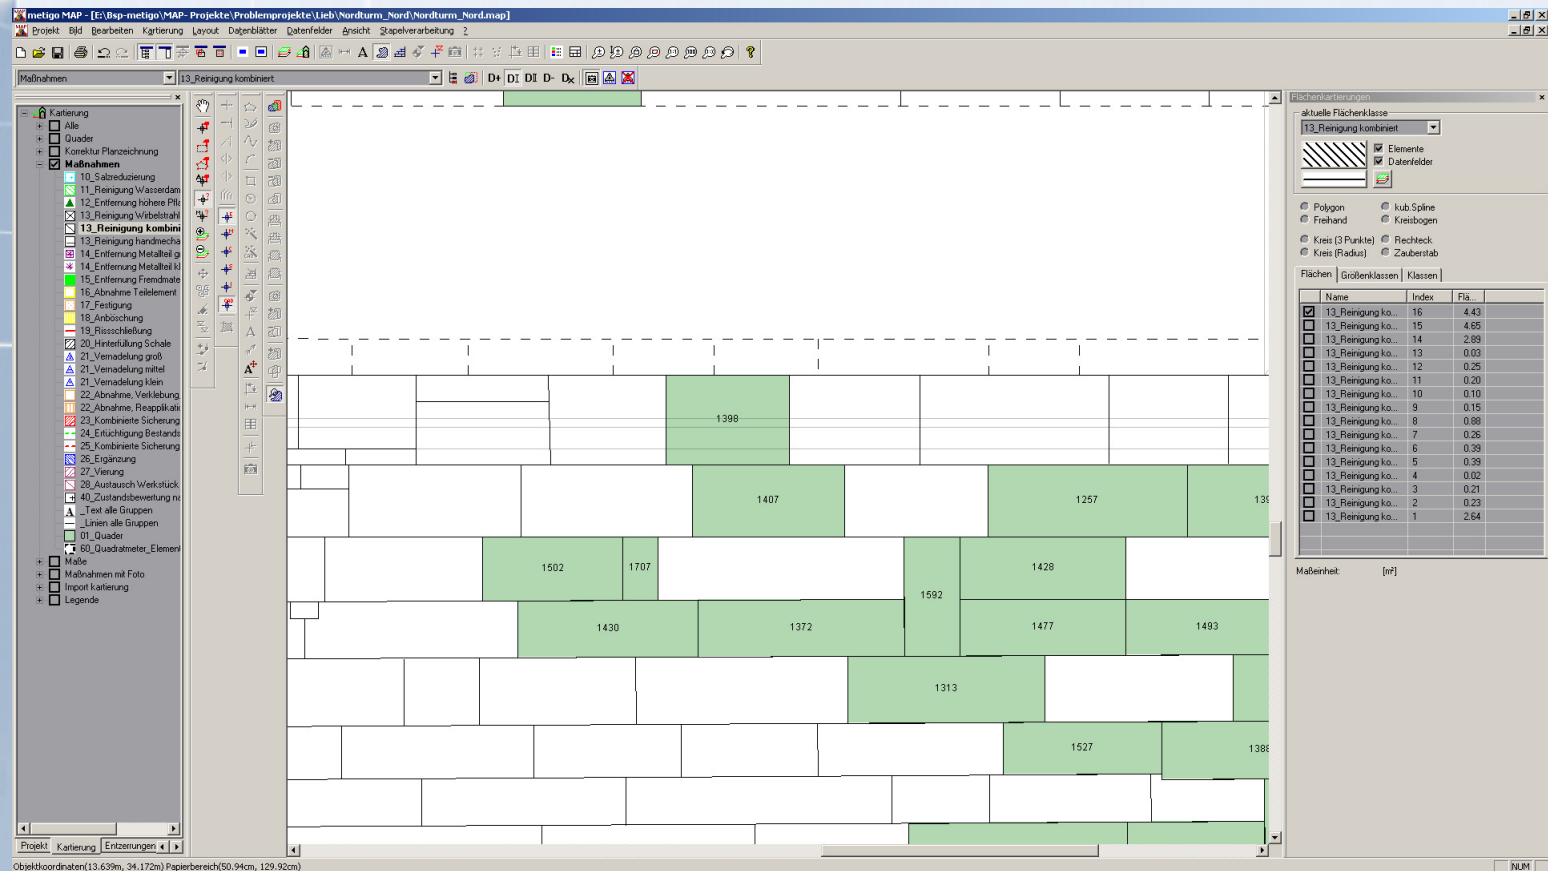 metigo MAP - [E:\Bsp-metigo\MAP- Projekte\Problemprojekte\Lieb\Nordturm_Nord\Nordturm_Nord.map]
Projekt Bild Bearbeiten Kartierung Layout Datenblätter Datenfelder Ansicht Stapelverarbeitung ?
Maßnahmen 13_Reinigung kombiniert D+ DI DI D- Dx
Kartierung
Alle
Quader
Korrektur Planzeichnung
Maßnahmen
10_Salzreduzierung
11_Reinigung Wasserdam
12_Entfernung höhere Pfla
13_Reinigung Wirbelstrahl
13_Reinigung kombini
13_Reinigung handmecha
14_Entfernung Metallteil gr
14_Entfernung Metallteil kl
15_Entfernung Fremdmate
16_Abnahme Teilelement
17_Festigung
18_Anböschung
19_Rissschließung
20_Hinterfüllung Schale
21_Vernadelung groß
21_Vernadelung mittel
21_Vernadelung klein
22_Abnahme, Verklebung,
22_Abnahme, Reapplikati
23_Kombinierte Sicherung
24_Ertüchtigung Bestands
25_Kombinierte Sicherung
26_Ergänzung
27_Vierung
28_Austausch Werkstück
40_Zustandsbewertung na
A _Text alle Gruppen
_Linien alle Gruppen
01_Quader
60_Quadratmeter_Element
Maße
Maßnahmen mit Foto
Import kartierung
Legende
Projekt Kartierung Entzerrungen
1398
1407 1257 139
1502 1707 1592 1428
1430 1372 1477 1493
1313
1527 1388
Flächenkartierungen
aktuelle Flächenklasse
13_Reinigung kombiniert
Elemente
Datenfelder
Polygon kub.Spline
Freihand Kreisbogen
Kreis (3 Punkte) Rechteck
Kreis (Radius) Zauberstab
Flächen Größenklassen Klassen
Name Index Flä...
13_Reinigung ko... 16 4.43
13_Reinigung ko... 15 4.65
13_Reinigung ko... 14 2.89
13_Reinigung ko... 13 0.03
13_Reinigung ko... 12 0.25
13_Reinigung ko... 11 0.20
13_Reinigung ko... 10 0.10
13_Reinigung ko... 9 0.15
13_Reinigung ko... 8 0.88
13_Reinigung ko... 7 0.26
13_Reinigung ko... 6 0.39
13_Reinigung ko... 5 0.39
13_Reinigung ko... 4 0.02
13_Reinigung ko... 3 0.21
13_Reinigung ko... 2 0.23
13_Reinigung ko... 1 2.64
Maßeinheit: [m²]
Objektkoordinaten(13.639m, 34.172m) Papierbereich(50.94cm, 129.92cm) NUM